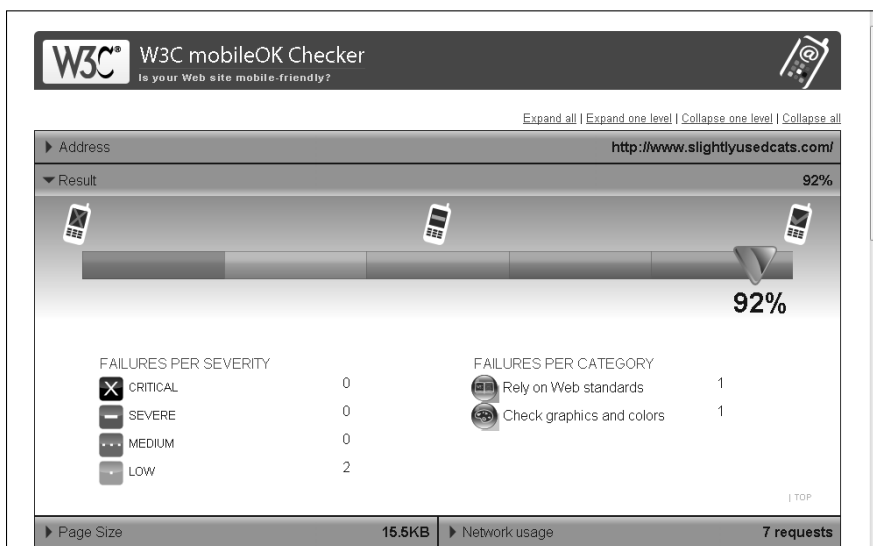 W3C® W3C mobileOK Checker
Is your Web site mobile-friendly?
Expand all | Expand one level | Collapse one level | Collapse all
Address http://www.slightlyusedcats.com/
Result 92%
92%
FAILURES PER SEVERITY
CRITICAL 0
SEVERE 0
MEDIUM 0
LOW 2
FAILURES PER CATEGORY
Rely on Web standards 1
Check graphics and colors 1
| TOP
Page Size 15.5KB
Network usage 7 requests